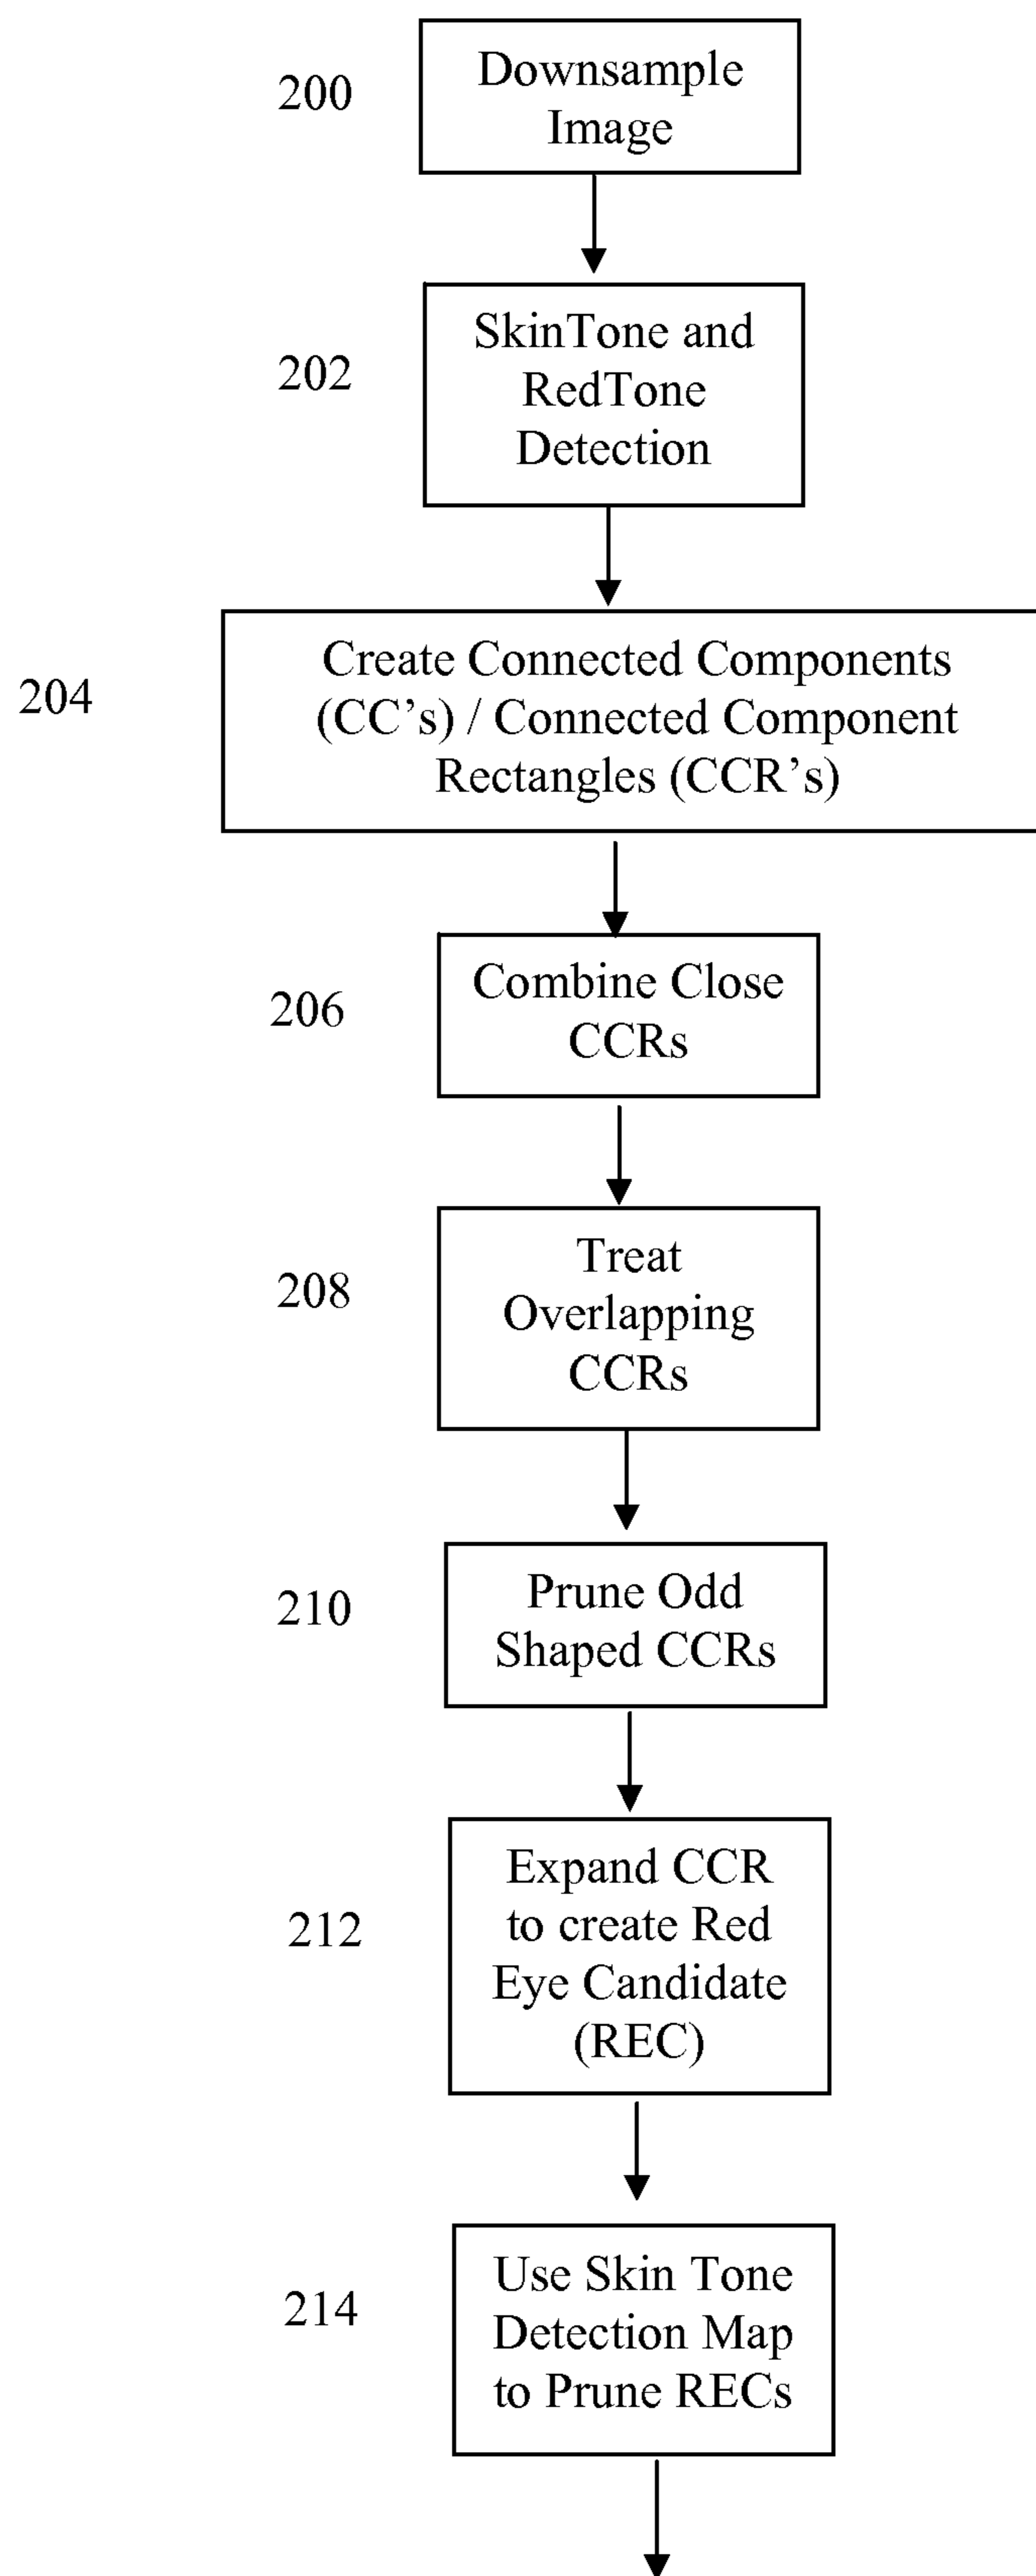 200
Downsample
Image
202
SkinTone and
RedTone
Detection
204
Create Connected Components
(CC’s) / Connected Component
Rectangles (CCR’s)
206
Combine Close
CCRs
208
Treat
Overlapping
CCRs
210
Prune Odd
Shaped CCRs
212
Expand CCR
to create Red
Eye Candidate
(REC)
214
Use Skin Tone
Detection Map
to Prune RECs